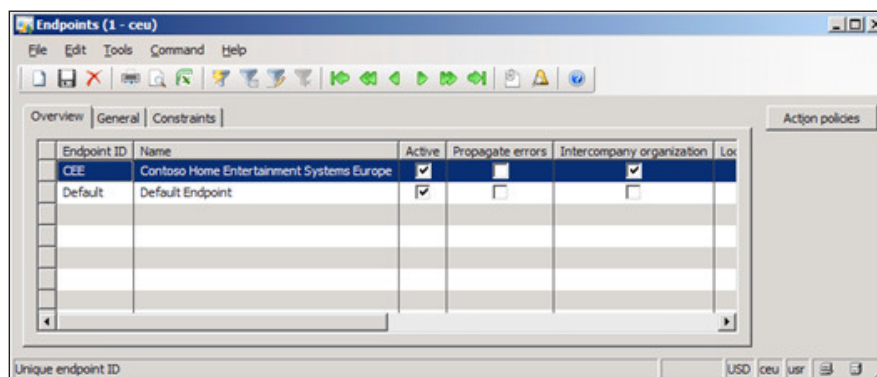 Endpoints (1 - ceu)
File Edit Tools Command Help
Overview General Constraints
Action policies
Endpoint ID Name Active Propagate errors Intercompany organization Loc
CEE Contoso Home Entertainment Systems Europe
Default Default Endpoint
Unique endpoint ID
USD ceu usr